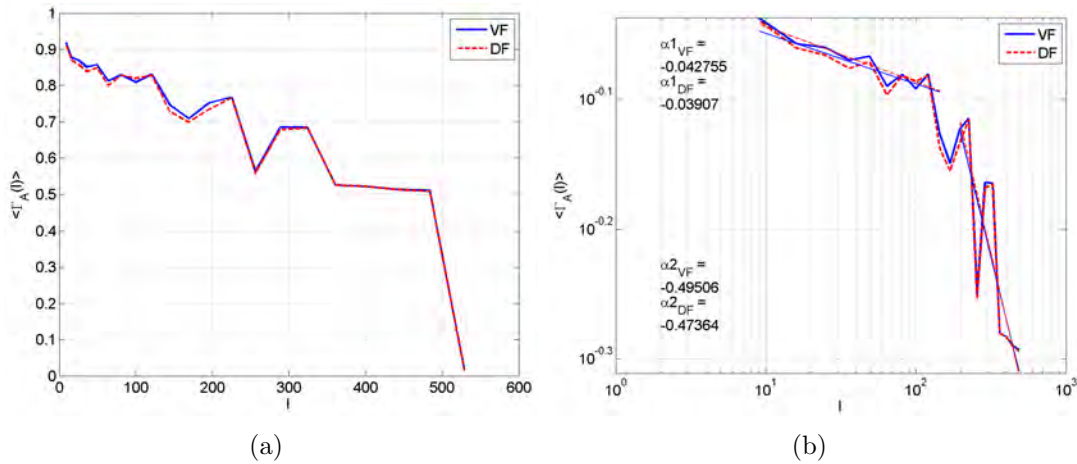 1
0.9
0.8
0.7
0.6
0.5
0.4
0.3
0.2
0.1
0
0 100 200 300 400 500 600
l
<Γ_A(l)>
VF
DF
(a)
10^-0.1
10^-0.2
10^-0.3
10^0 10^1 10^2 10^3
l
<Γ_A(l)>
α1_VF =
-0.042755
α1_DF =
-0.03907
α2_VF =
-0.49506
α2_DF =
-0.47364
VF
DF
(b)